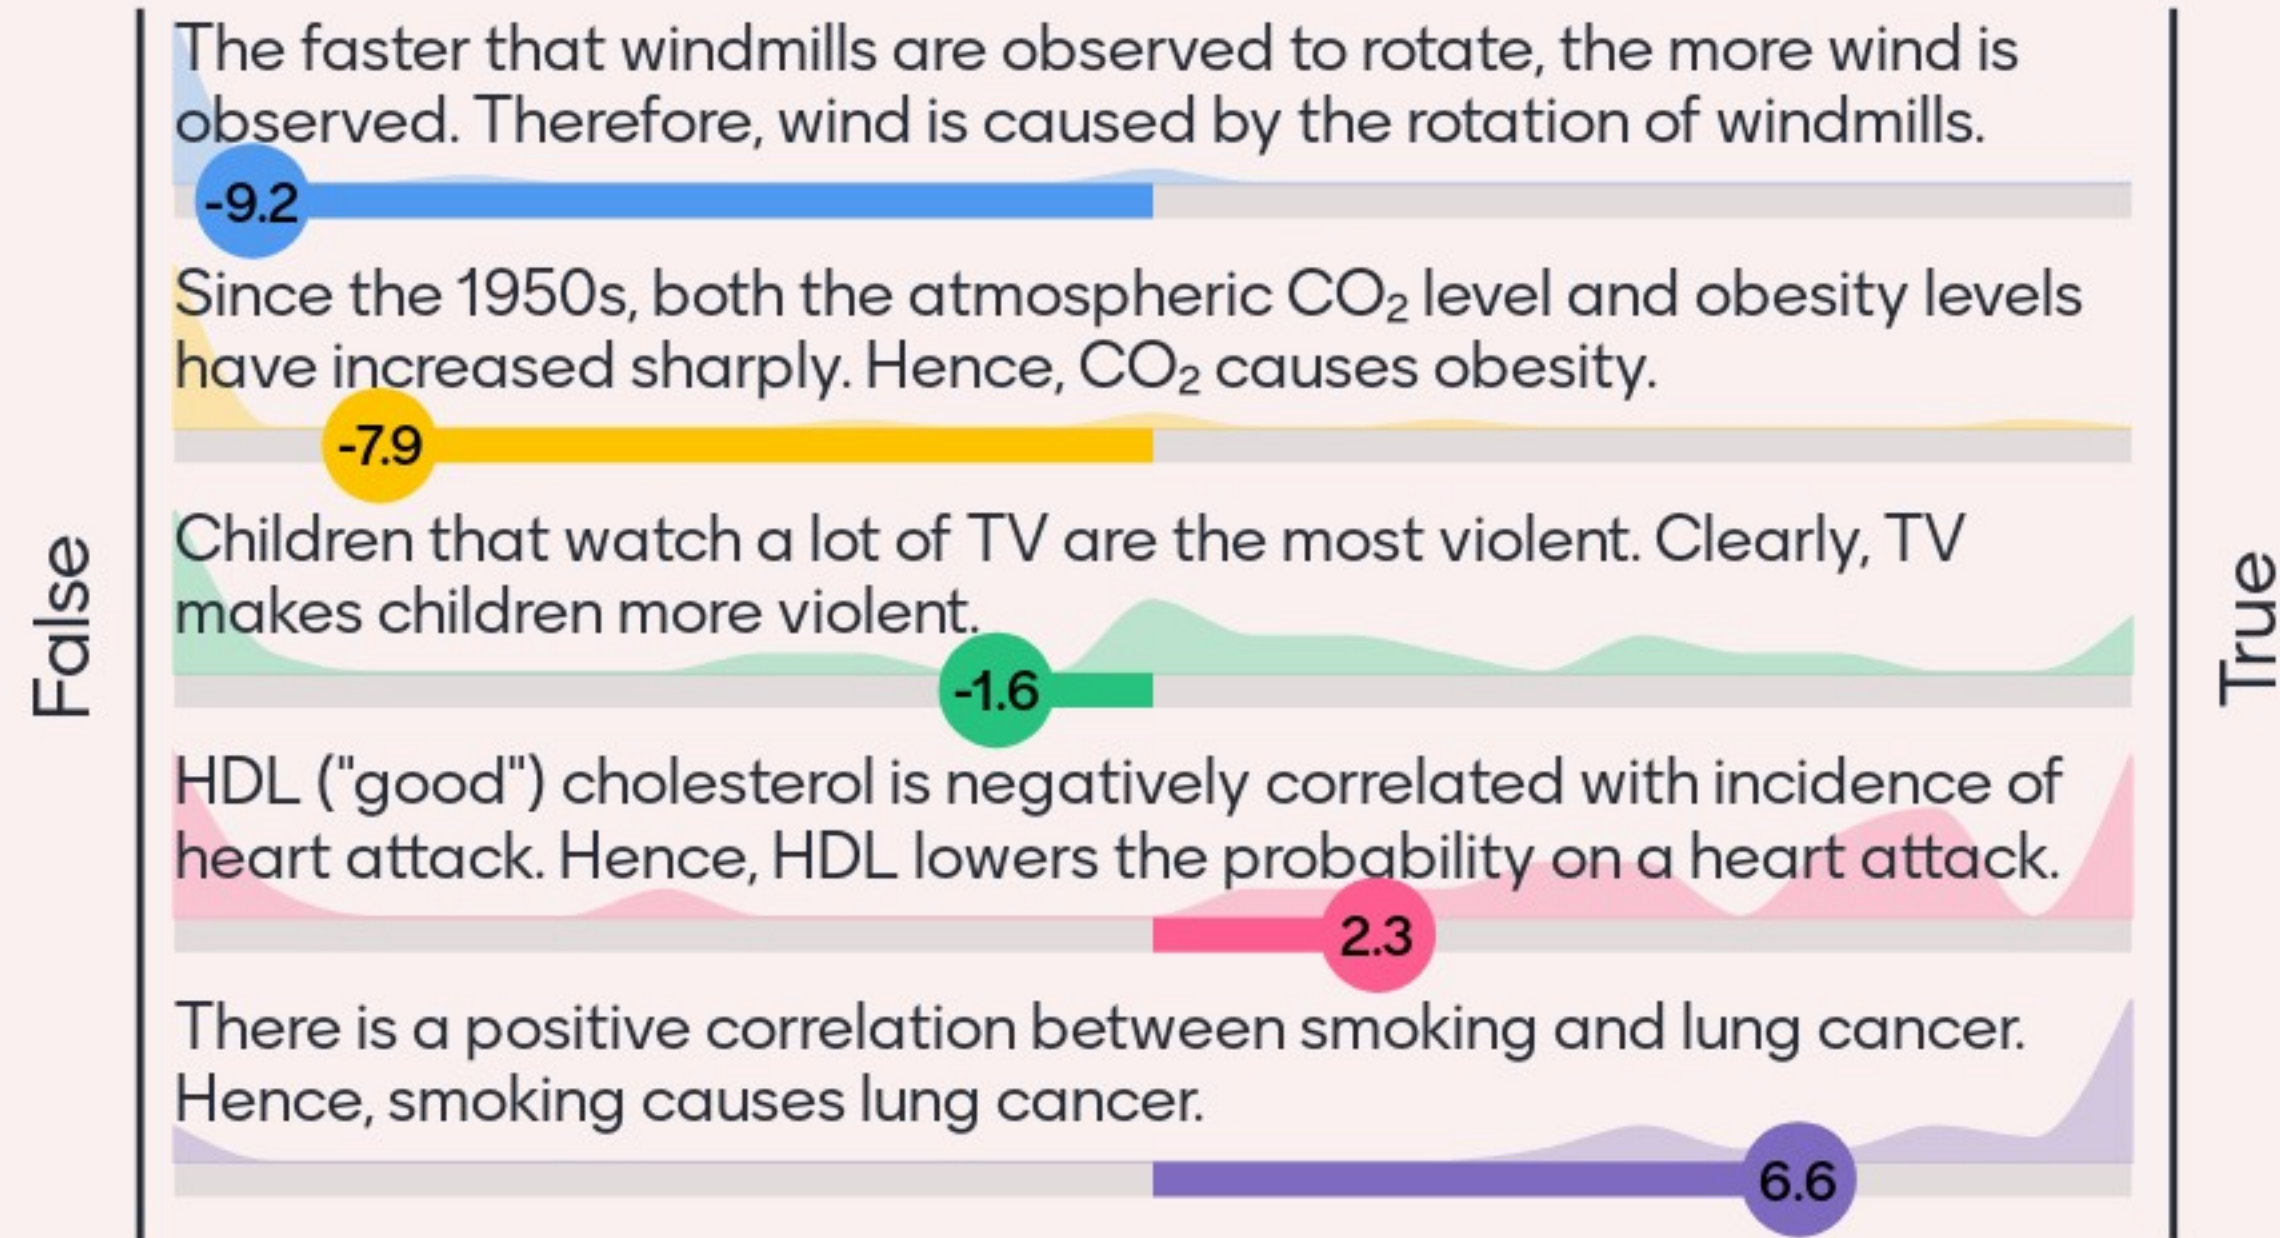 The faster that windmills are observed to rotate, the more wind is
observed. Therefore, wind is caused by the rotation of windmills.
-9.2
Since the 1950s, both the atmospheric CO₂ level and obesity levels
have increased sharply. Hence, CO₂ causes obesity.
-7.9
False
Children that watch a lot of TV are the most violent. Clearly, TV
makes children more violent.
-1.6
True
HDL ("good") cholesterol is negatively correlated with incidence of
heart attack. Hence, HDL lowers the probability on a heart attack.
2.3
There is a positive correlation between smoking and lung cancer.
Hence, smoking causes lung cancer.
6.6